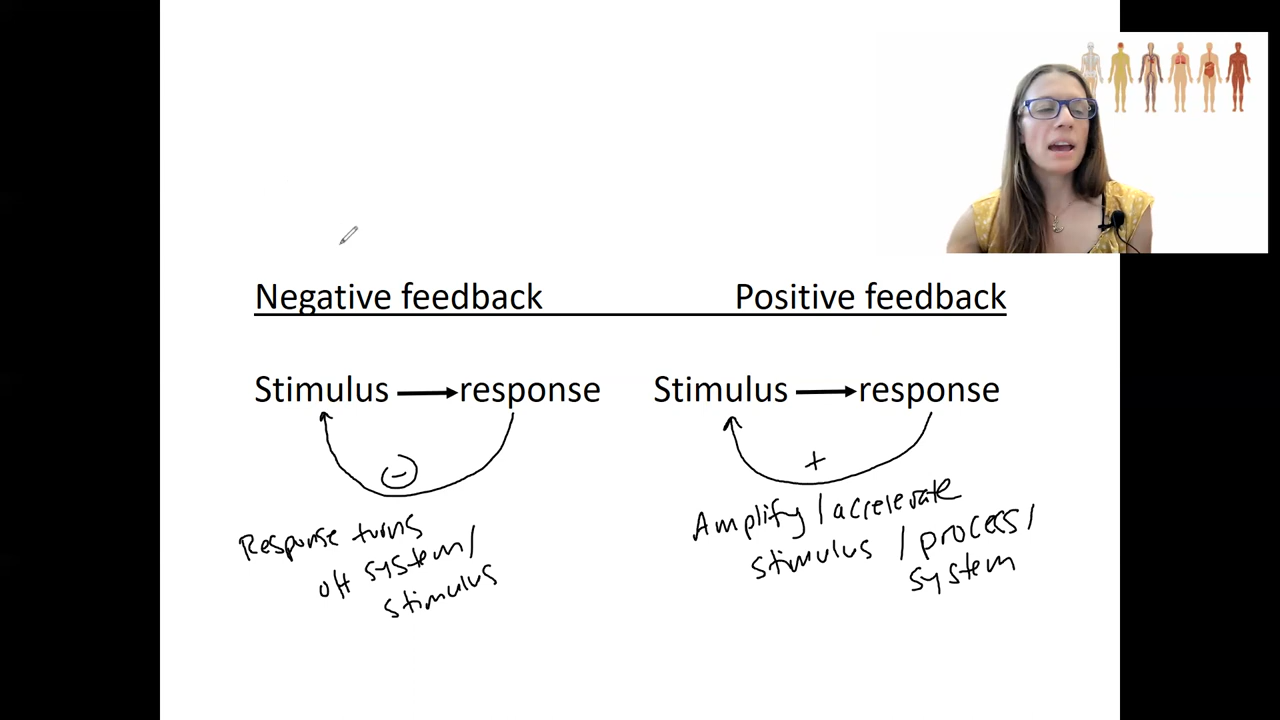 Negative feedback
Positive feedback
Stimulus → response
Stimulus → response
-
+
Response turns
off system/
stimulus
Amplify / accelerate
stimulus / process /
system